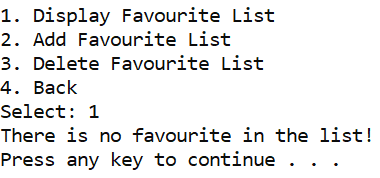 1. Display Favourite List
2. Add Favourite List
3. Delete Favourite List
4. Back
Select: 1
There is no favourite in the list!
Press any key to continue . . .